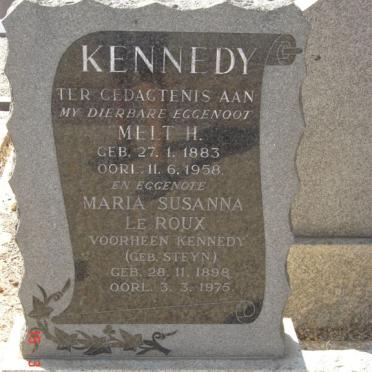 KENNEDY
TER GEDAGTENIS AAN
MY DIERBARE EGGENOOT
MELT H.
GEB. 27. 1. 1883
OORL. 11. 6. 1958.
EN EGGENOTE
MARIA SUSANNA
LE ROUX
VOORHEEN KENNEDY
(GEB. STEYN)
GEB. 28. 11. 1898
OORL. 3. 3. 1975